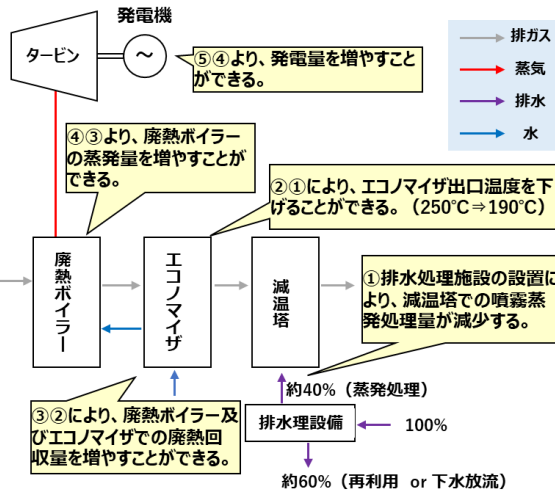 発電機
タービン
～
⑤④より、発電量を増やすこと
ができる。
排ガス
蒸気
排水
水
④③より、廃熱ボイラー
の蒸発量を増やすことが
できる。
②①により、エコノマイザ出口温度を下
げることができる。（250℃⇒190℃）
廃熱ボイラー
エコノマイザ
減温塔
①排水処理施設の設置に
より、減温塔での噴霧蒸
発処理量が減少する。
③②により、廃熱ボイラー及
びエコノマイザでの廃熱回
収量を増やすことができる。
約40%（蒸発処理）
排水理設備
100%
約60%（再利用 or 下水放流）